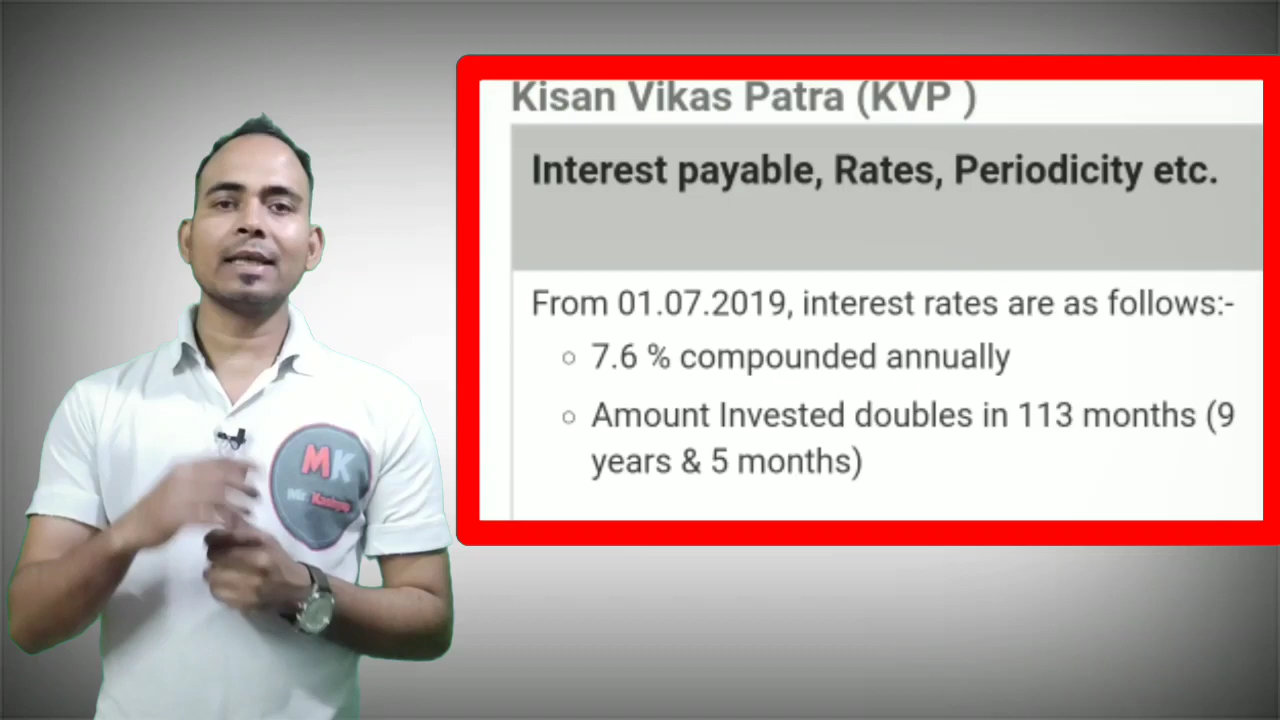 Kisan Vikas Patra (KVP )
Interest payable, Rates, Periodicity etc.
From 01.07.2019, interest rates are as follows:-
7.6 % compounded annually
Amount Invested doubles in 113 months (9
years & 5 months)
MK